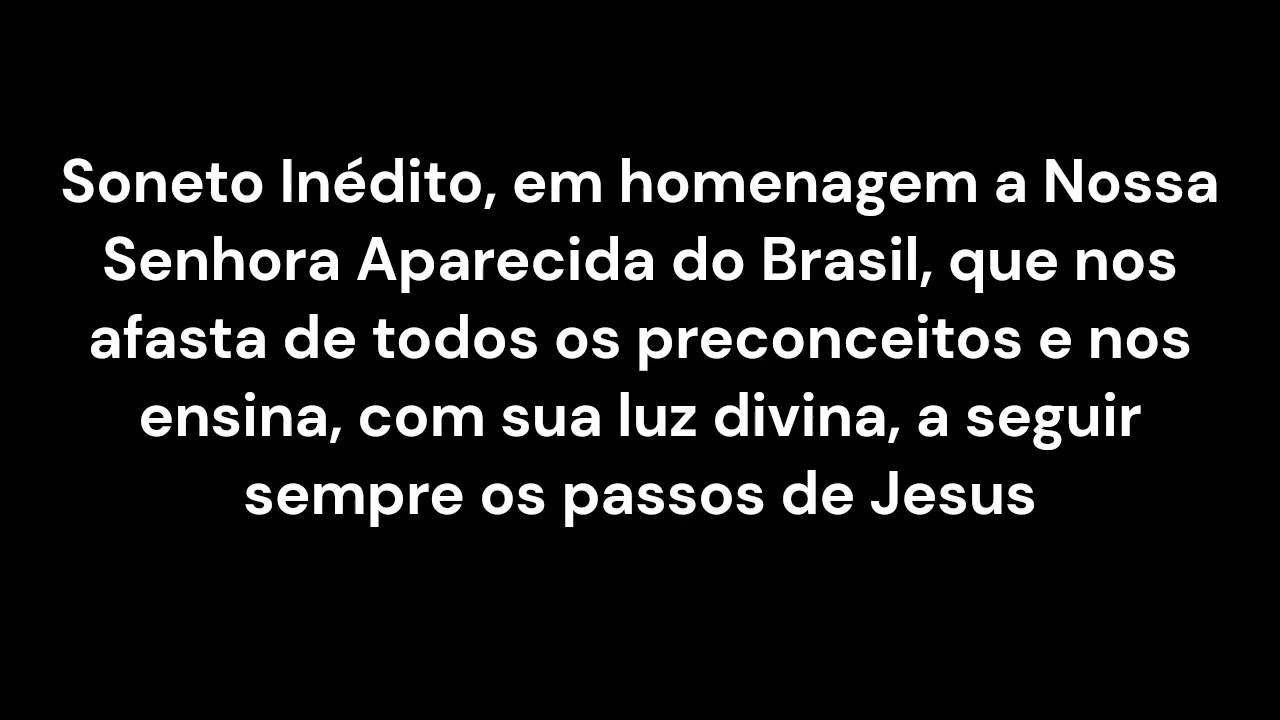 Soneto Inédito, em homenagem a Nossa
Senhora Aparecida do Brasil, que nos
afasta de todos os preconceitos e nos
ensina, com sua luz divina, a seguir
sempre os passos de Jesus